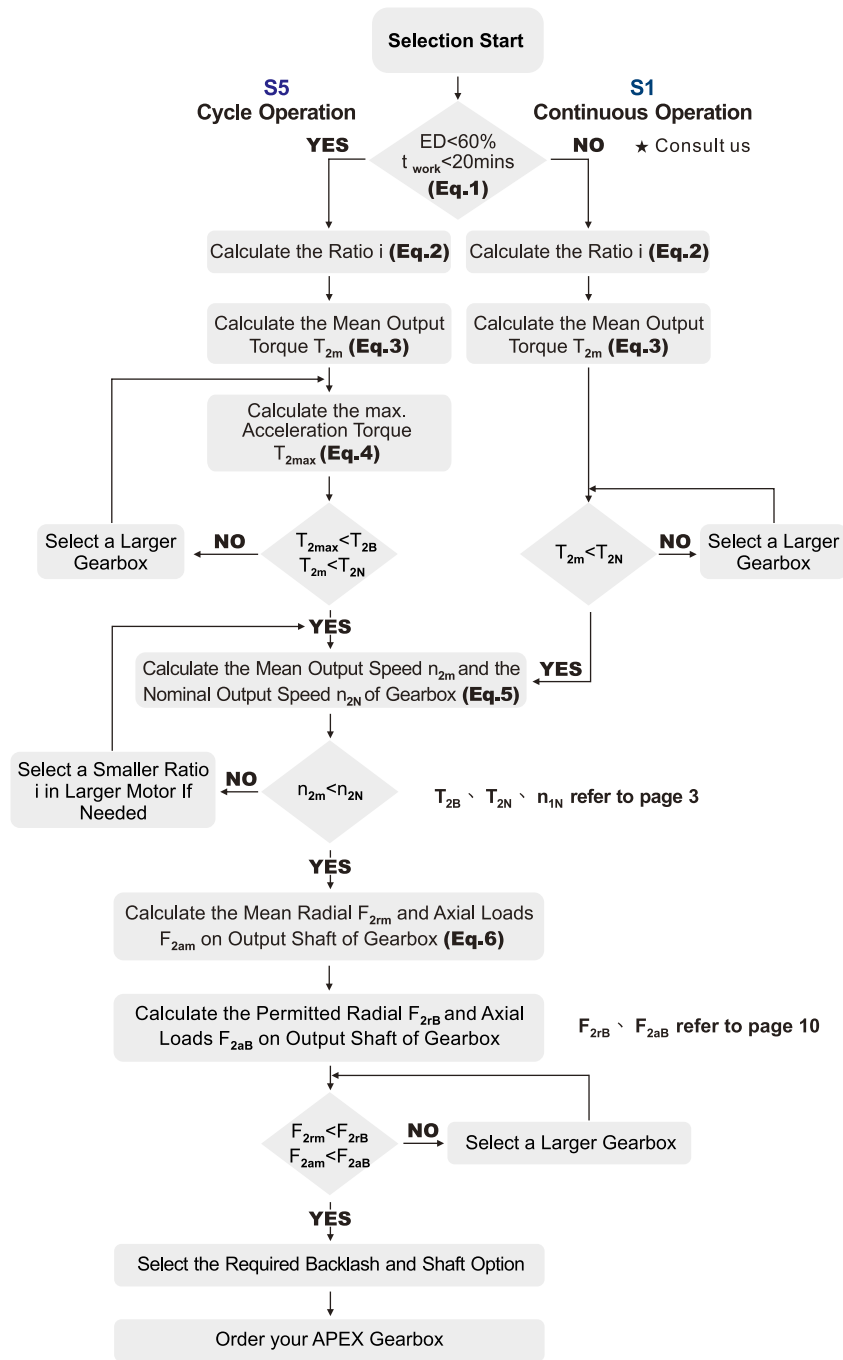 Selection Start
S5
Cycle Operation
S1
Continuous Operation
YES
ED<60%
t work<20mins
(Eq.1)
NO
★ Consult us
Calculate the Ratio i (Eq.2)
Calculate the Ratio i (Eq.2)
Calculate the Mean Output
Torque T2m (Eq.3)
Calculate the Mean Output
Torque T2m (Eq.3)
Calculate the max.
Acceleration Torque
T2max (Eq.4)
Select a Larger
Gearbox
NO
T2max<T2B
T2m<T2N
T2m<T2N
NO
Select a Larger
Gearbox
YES
Calculate the Mean Output Speed n2m and the
Nominal Output Speed n2N of Gearbox (Eq.5)
YES
Select a Smaller Ratio
i in Larger Motor If
Needed
NO
n2m<n2N
T2B、 T2N、 n1N refer to page 3
YES
Calculate the Mean Radial F2rm and Axial Loads
F2am on Output Shaft of Gearbox (Eq.6)
Calculate the Permitted Radial F2rB and Axial
Loads F2aB on Output Shaft of Gearbox
F2rB、 F2aB refer to page 10
F2rm<F2rB
F2am<F2aB
NO
Select a Larger Gearbox
YES
Select the Required Backlash and Shaft Option
Order your APEX Gearbox